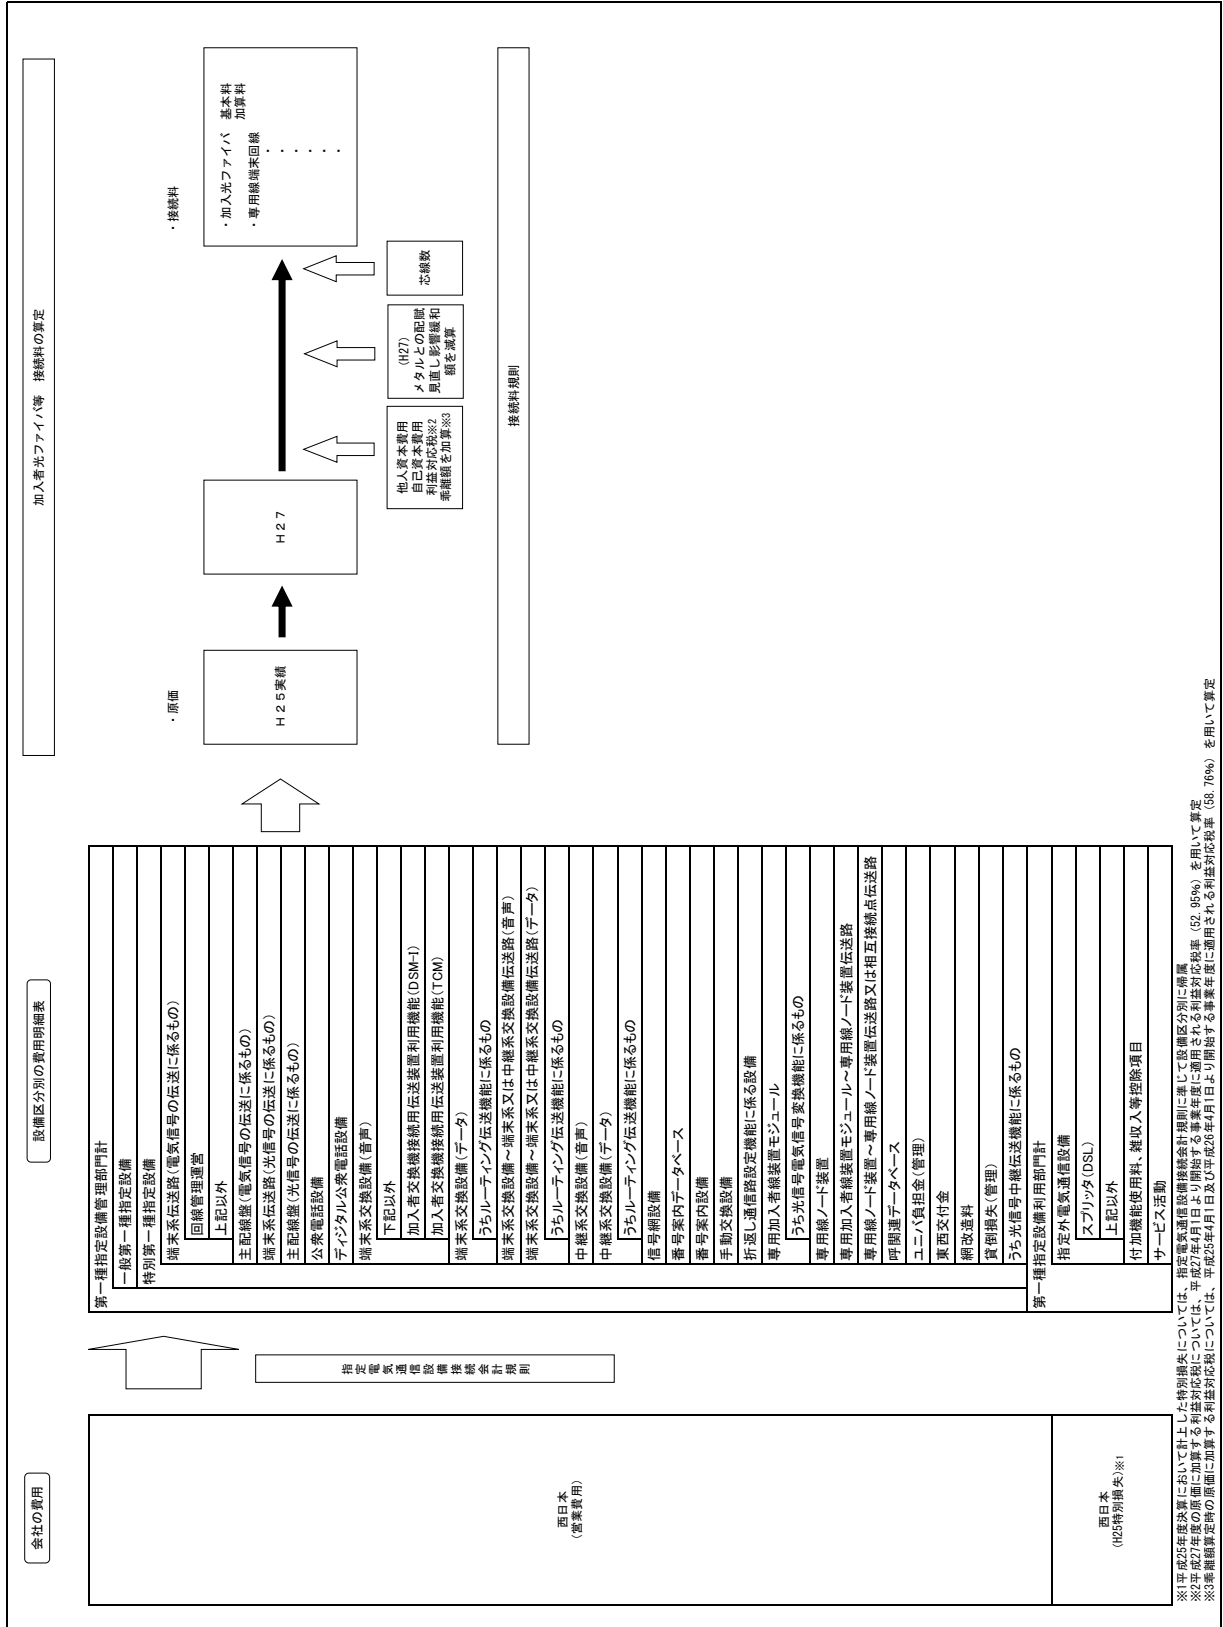 会社の費用
西日本
（営業費用）
西日本
（H25特別損失）※1
指定電気通信設備接続会計規則
設備区分別の費用明細表
第一種指定設備管理部門計
一般第一種指定設備
特別第一種指定設備
端末系伝送路（電気信号の伝送に係るもの）
回線管理運営
上記以外
主配線盤（電気信号の伝送に係るもの）
端末系伝送路（光信号の伝送に係るもの）
主配線盤（光信号の伝送に係るもの）
公衆電話設備
ディジタル公衆電話設備
端末系交換設備（音声）
下記以外
加入者交換機接続用伝送装置利用機能（DSM-I）
加入者交換機接続用伝送装置利用機能（TCM）
端末系交換設備（データ）
うちルーティング伝送機能に係るもの
端末系交換設備～端末系又は中継系交換設備伝送路（音声）
端末系交換設備～端末系又は中継系交換設備伝送路（データ）
うちルーティング伝送機能に係るもの
中継系交換設備（音声）
中継系交換設備（データ）
うちルーティング伝送機能に係るもの
信号網設備
番号案内データベース
番号案内設備
手動交換設備
折返し通信路設定機能に係る設備
専用加入者線装置モジュール
うち光信号電気信号変換機能に係るもの
専用線ノード装置
専用加入者線装置モジュール～専用線ノード装置伝送路
専用線ノード装置～専用線ノード装置伝送路又は相互接続点伝送路
呼関連データベース
ユニバ負担金（管理）
東西交付金
網改造料
貸倒損失（管理）
うち光信号中継伝送機能に係るもの
第一種指定設備利用部門計
指定外電気通信設備
スプリッタ（DSL）
上記以外
付加機能使用料、雑収入等控除項目
サービス活動
加入者光ファイバ等　接続料の算定
・原価
H25実績
H27
他人資本費用
自己資本費用
利益対応税※2
乖離額を加算※3
（H27）
メタルとの配賦
見直し影響緩和
額を減算
芯線数
・接続料
・加入光ファイバ　基本料
加算料
・専用線端末回線
・
・
・
・
・
・
接続料規則
※1平成25年度決算において計上した特別損失については、指定電気通信設備接続会計規則に準じて設備区分別に帰属
※2平成27年度の原価に加算する利益対応税については、平成27年4月1日より開始する事業年度に適用される利益対応税率（52.95%）を用いて算定
※3乖離額算定時の原価に加算する利益対応税については、平成25年4月1日及び平成26年4月1日より開始する事業年度に適用される利益対応税率（58.76%）を用いて算定